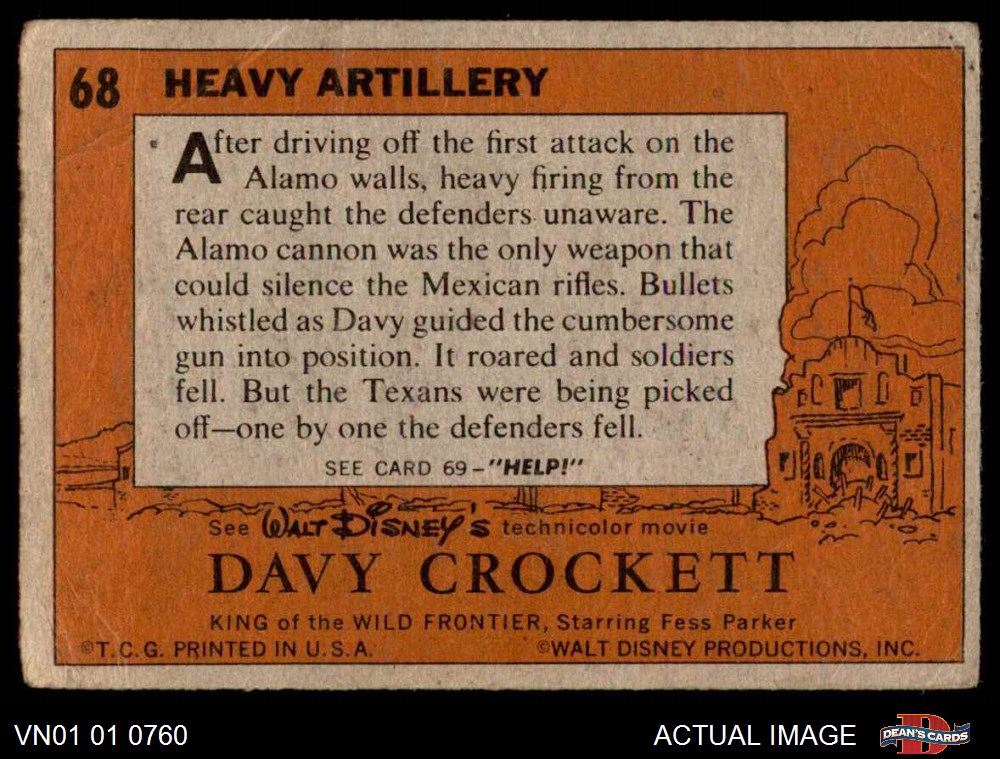 68 HEAVY ARTILLERY
After driving off the first attack on the
Alamo walls, heavy firing from the
rear caught the defenders unaware. The
Alamo cannon was the only weapon that
could silence the Mexican rifles. Bullets
whistled as Davy guided the cumbersome
gun into position. It roared and soldiers
fell. But the Texans were being picked
off—one by one the defenders fell.
SEE CARD 69-"HELP!"
See WALT DISNEY'S technicolor movie
DAVY CROCKETT
KING of the WILD FRONTIER, Starring Fess Parker
©T.C.G. PRINTED IN U.S.A. ©WALT DISNEY PRODUCTIONS, INC.
VN01 01 0760 ACTUAL IMAGE D DEAN'S CARDS